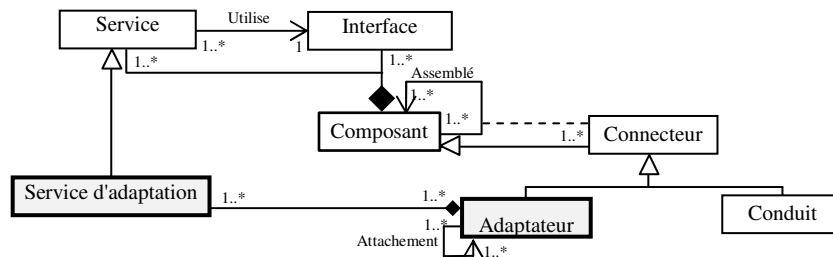 Service
Utilise
Interface
1..*
1
1..*
1..*
Assemblé
1..*
Composant
1..*
1..*
Connecteur
Service d'adaptation
1..*
1..*
Adaptateur
1..*
Attachement
1..*
Conduit